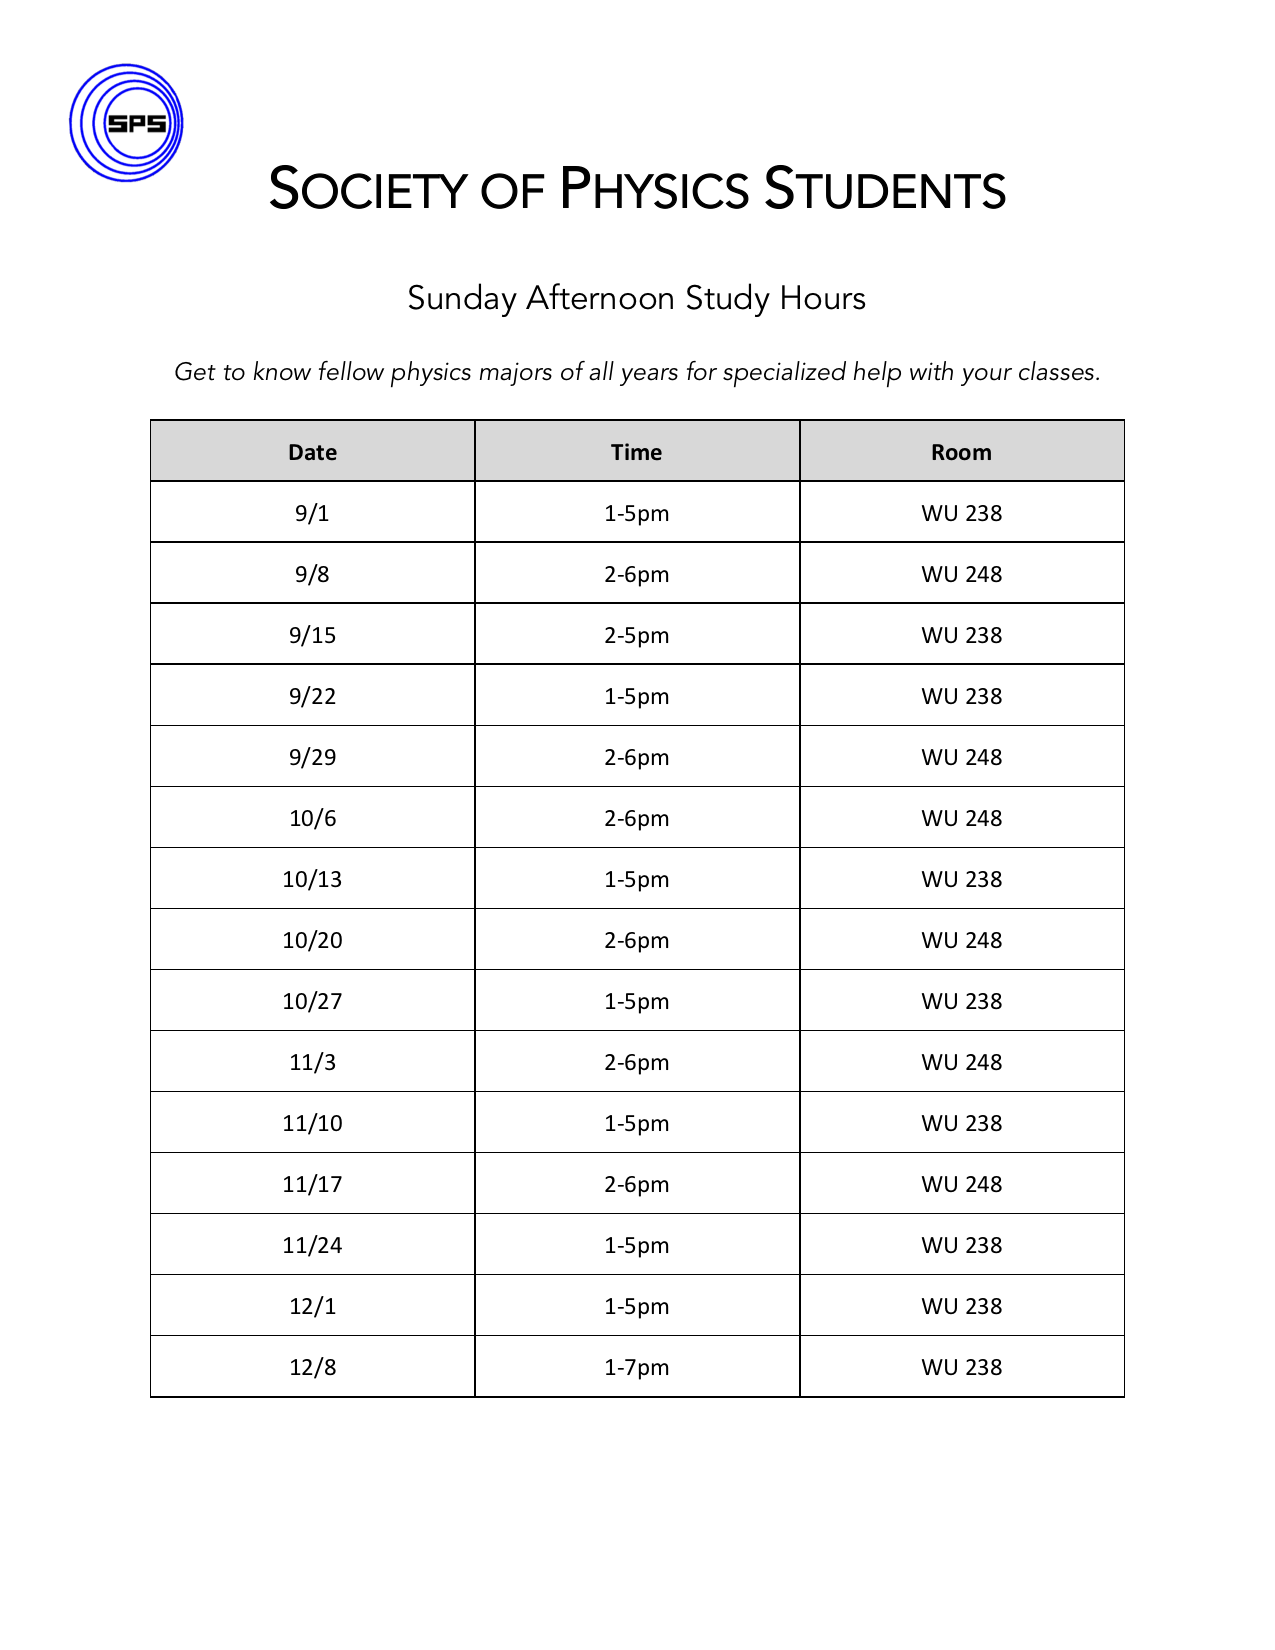 SPS
SOCIETY OF PHYSICS STUDENTS
Sunday Afternoon Study Hours
Get to know fellow physics majors of all years for specialized help with your classes.
Date Time Room
9/1 1-5pm WU 238
9/8 2-6pm WU 248
9/15 2-5pm WU 238
9/22 1-5pm WU 238
9/29 2-6pm WU 248
10/6 2-6pm WU 248
10/13 1-5pm WU 238
10/20 2-6pm WU 248
10/27 1-5pm WU 238
11/3 2-6pm WU 248
11/10 1-5pm WU 238
11/17 2-6pm WU 248
11/24 1-5pm WU 238
12/1 1-5pm WU 238
12/8 1-7pm WU 238